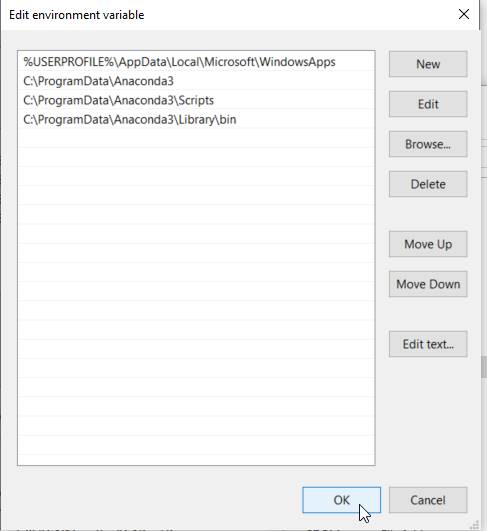 Edit environment variable
%USERPROFILE%\AppData\Local\Microsoft\WindowsApps
C:\ProgramData\Anaconda3
C:\ProgramData\Anaconda3\Scripts
C:\ProgramData\Anaconda3\Library\bin
New
Edit
Browse...
Delete
Move Up
Move Down
Edit text...
OK
Cancel